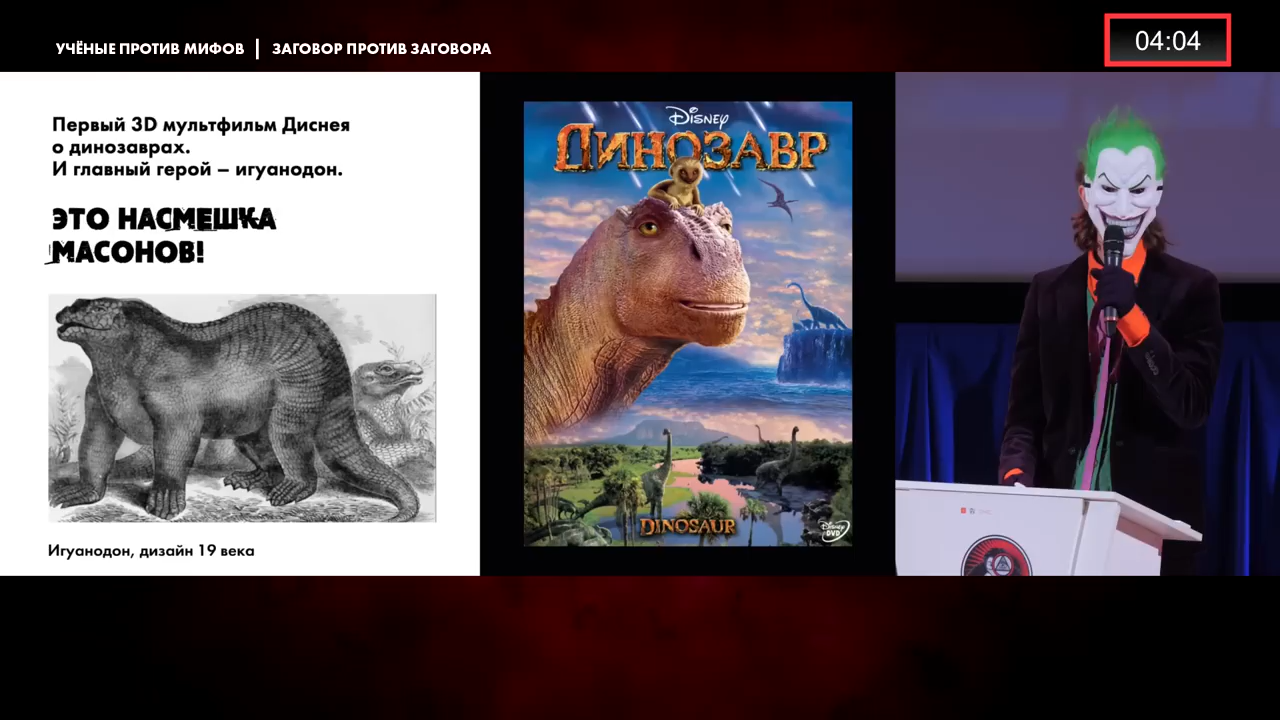 УЧЁНЫЕ ПРОТИВ МИФОВ | ЗАГОВОР ПРОТИВ ЗАГОВОРА
04:04
Первый 3D мультфильм Диснея
о динозаврах.
И главный герой – игуанодон.
ЭТО НАСМЕШКА
МАСОНОВ!
Игуанодон, дизайн 19 века
DISNEY
ДИНОЗАВР
DINOSAUR
DISNEY
DVD